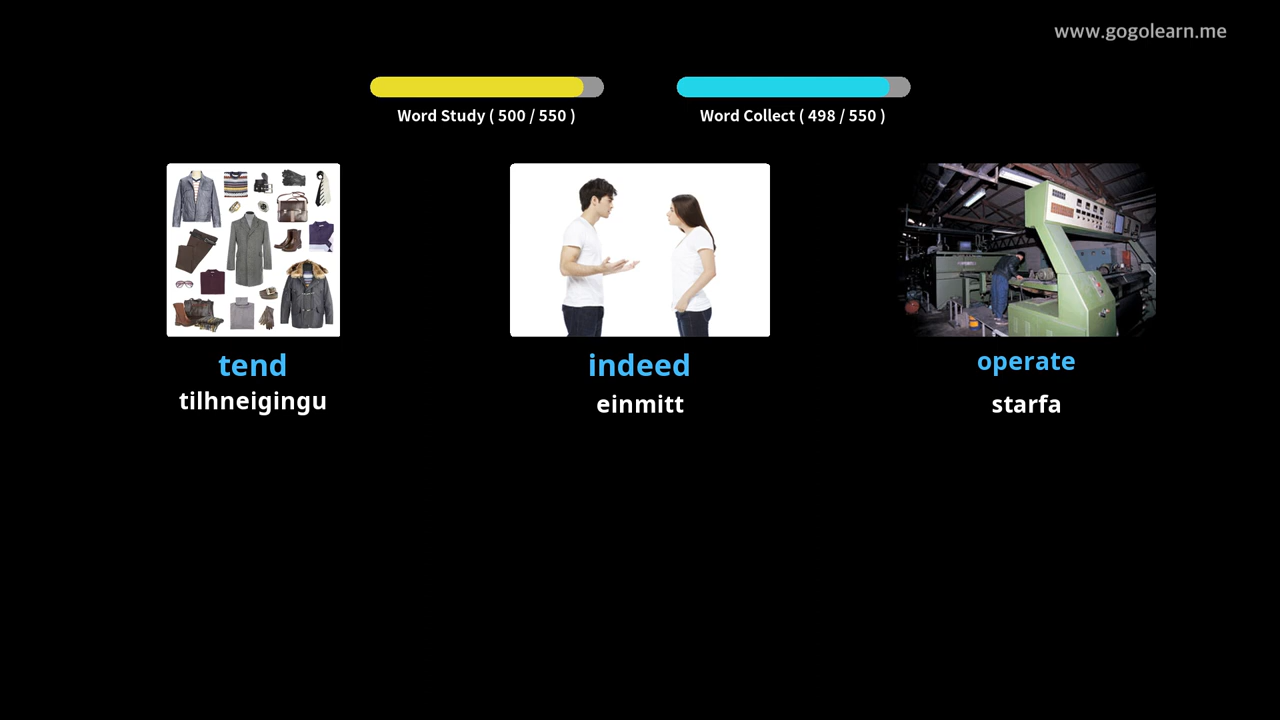 www.gogolearn.me
Word Study ( 500 / 550 )
Word Collect ( 498 / 550 )
tend
indeed
operate
tilhneigingu
einmitt
starfa